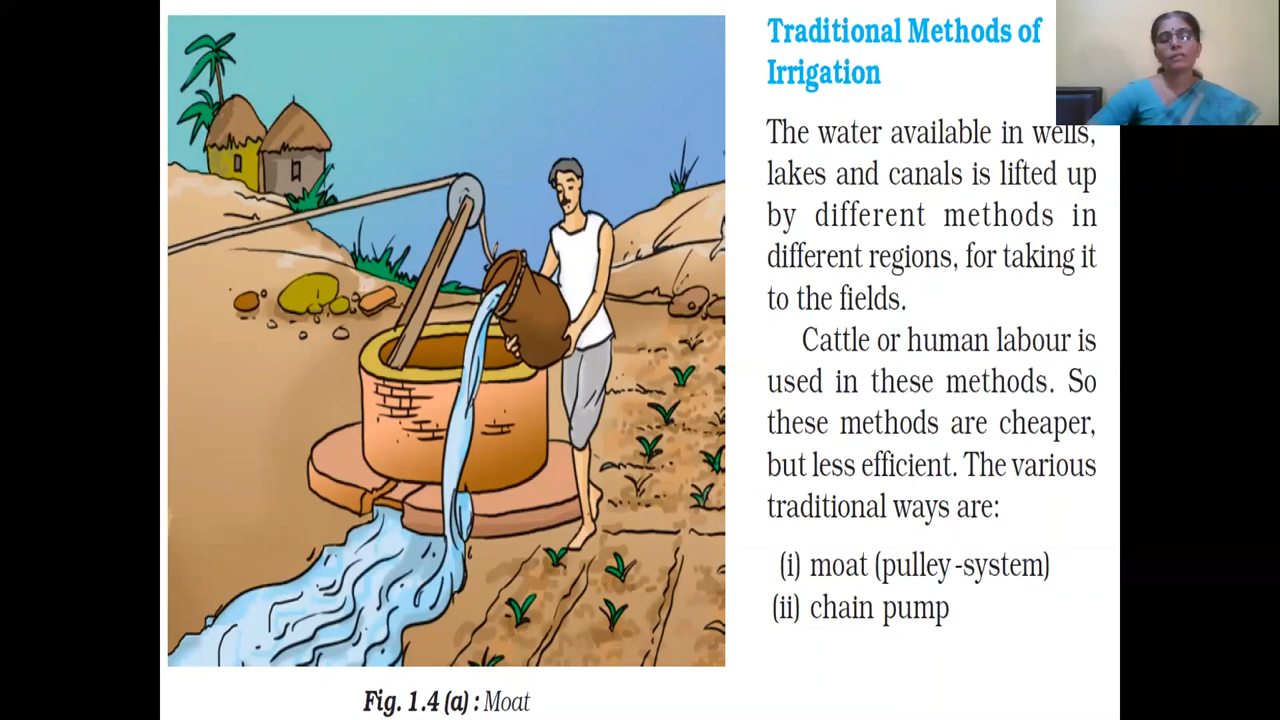 Traditional Methods of
Irrigation
The water available in wells,
lakes and canals is lifted up
by different methods in
different regions, for taking it
to the fields.
Cattle or human labour is
used in these methods. So
these methods are cheaper,
but less efficient. The various
traditional ways are:
(i) moat (pulley-system)
(ii) chain pump
Fig. 1.4 (a) : Moat